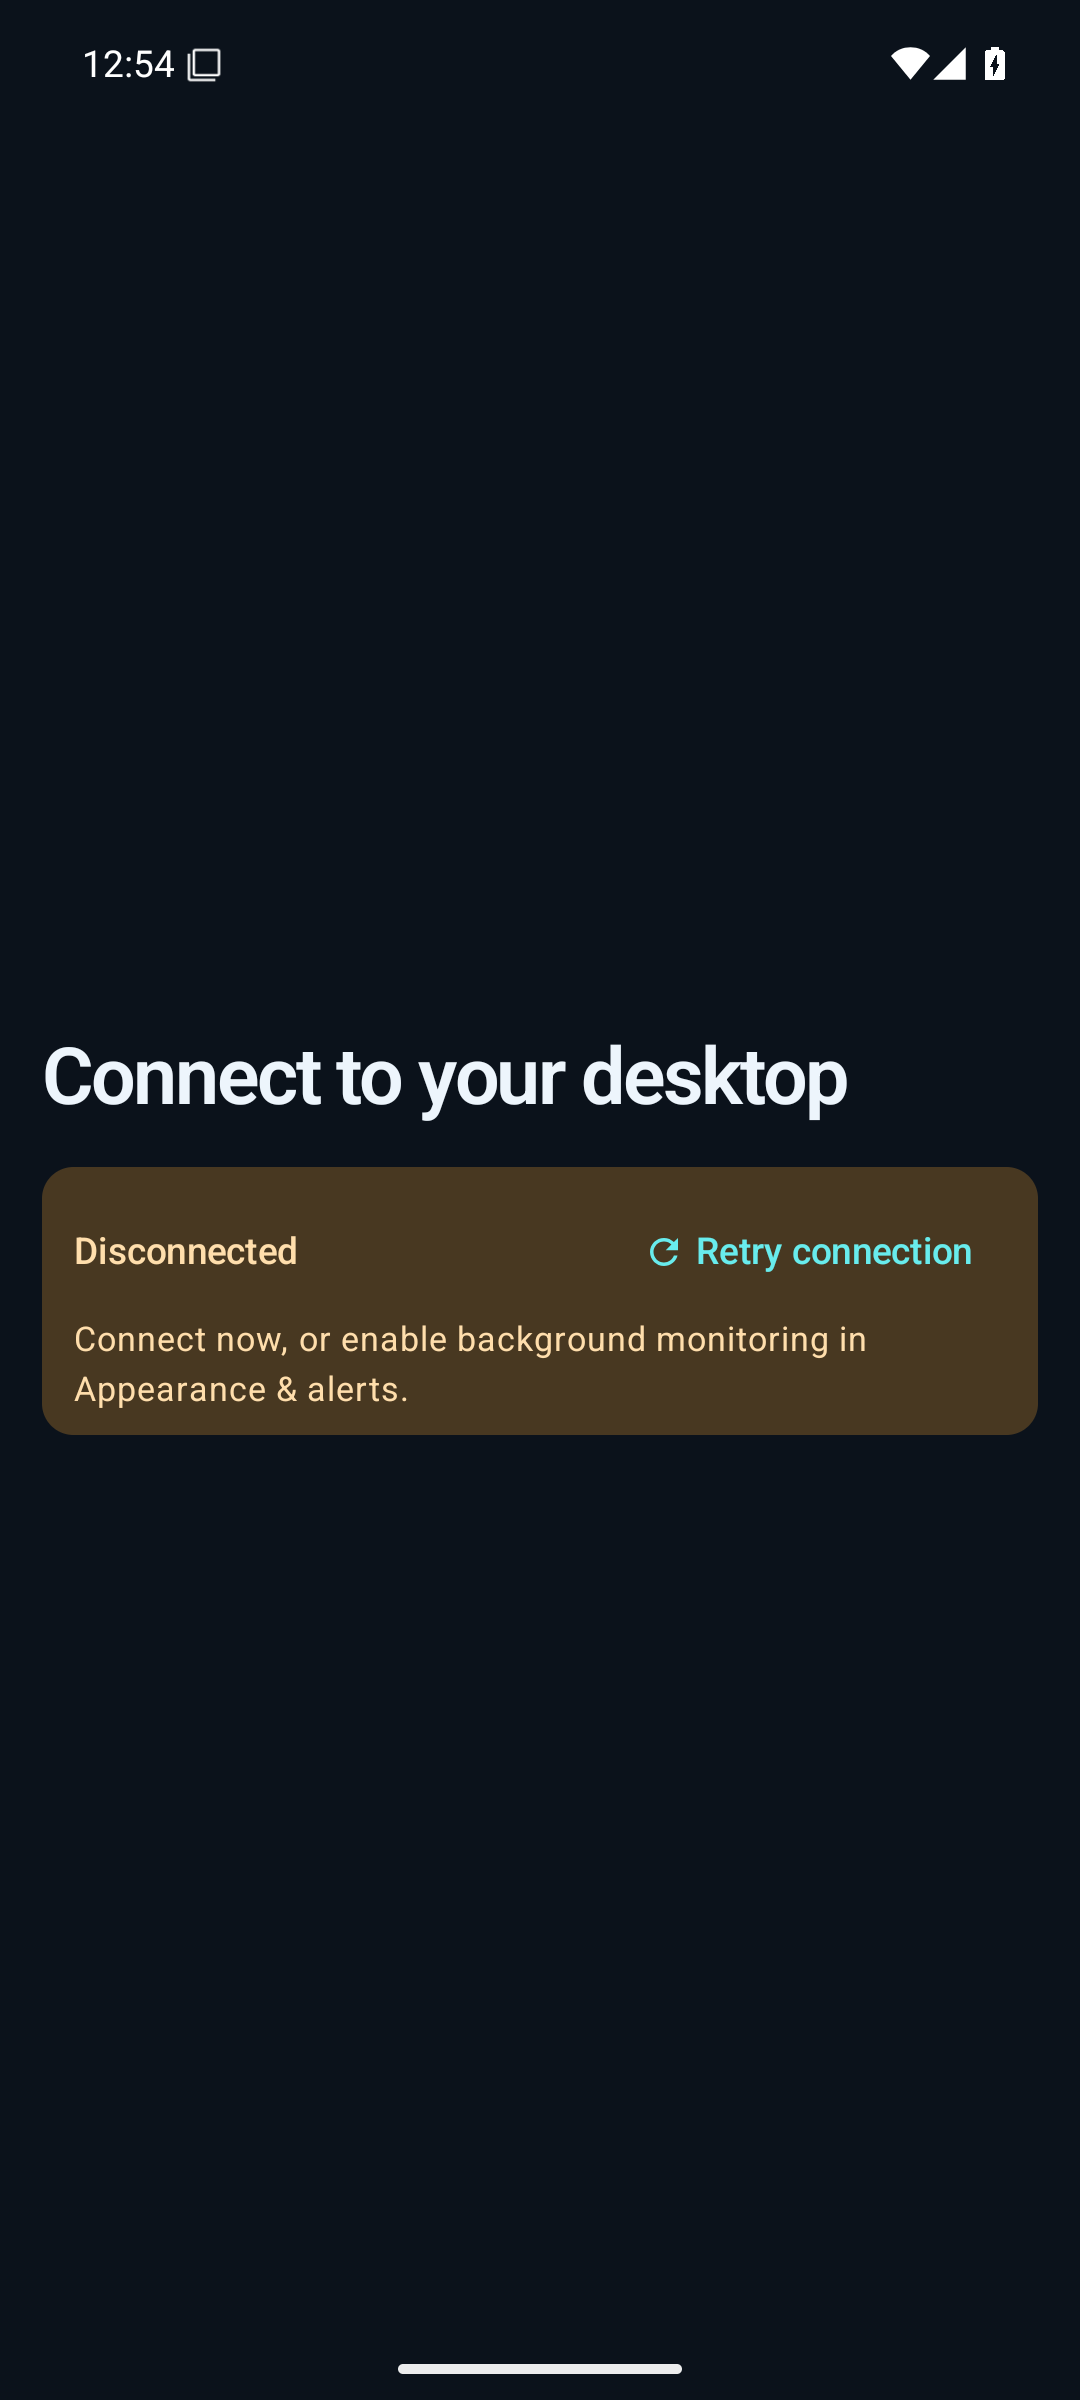 12:54
Connect to your desktop
Disconnected
Retry connection
Connect now, or enable background monitoring in
Appearance & alerts.